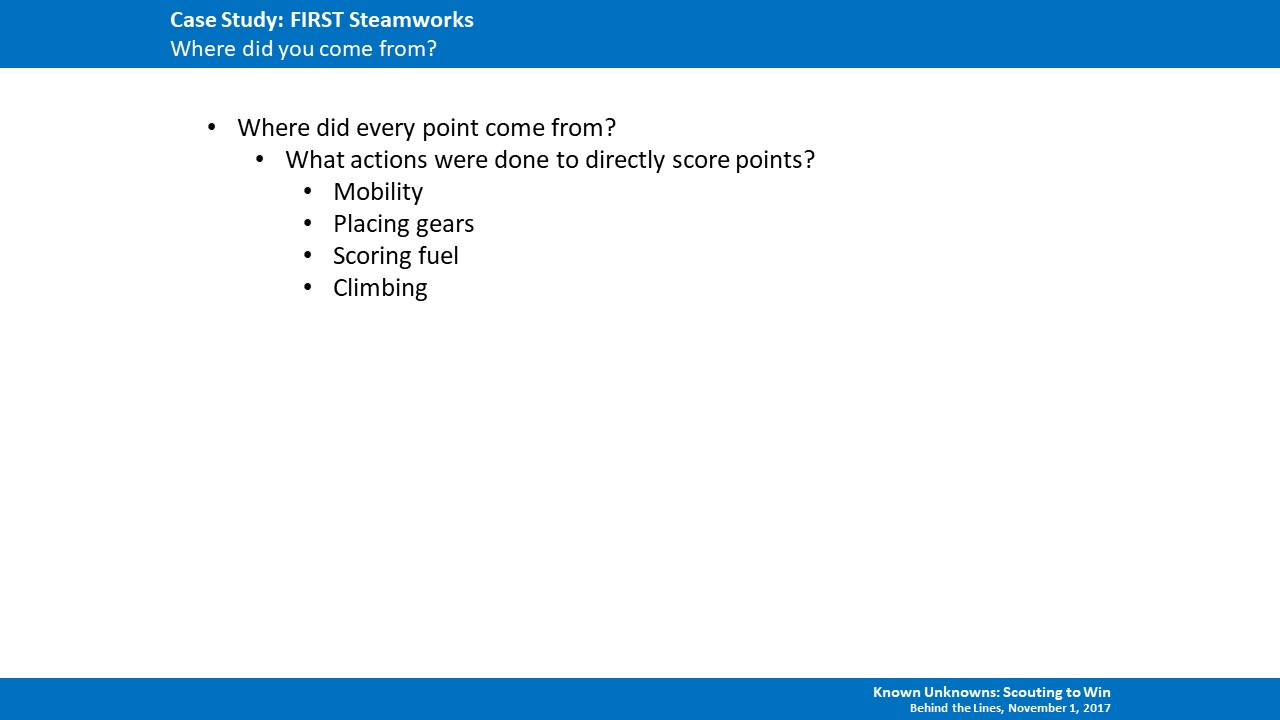 Case Study: FIRST Steamworks
Where did you come from?
• Where did every point come from?
• What actions were done to directly score points?
• Mobility
• Placing gears
• Scoring fuel
• Climbing
Known Unknowns: Scouting to Win
Behind the Lines, November 1, 2017